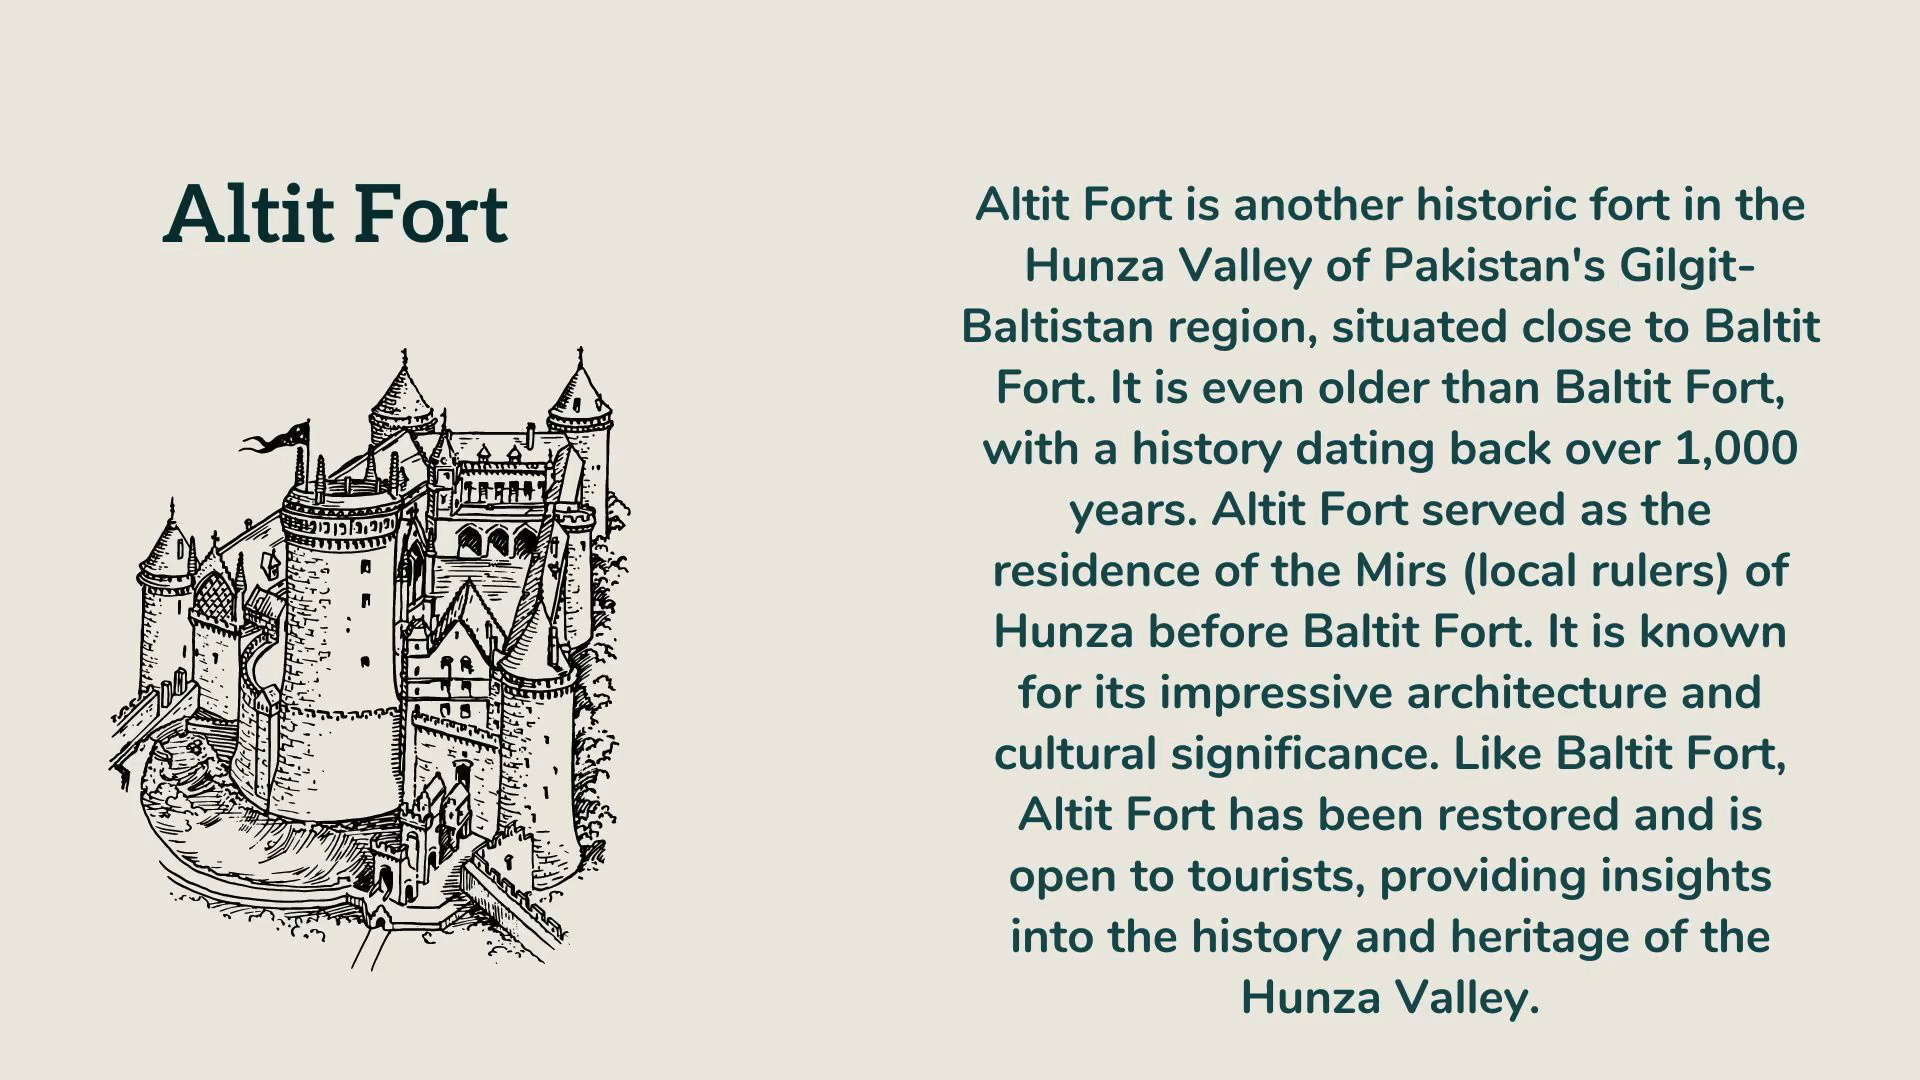 Altit Fort
Altit Fort is another historic fort in the
Hunza Valley of Pakistan's Gilgit-
Baltistan region, situated close to Baltit
Fort. It is even older than Baltit Fort,
with a history dating back over 1,000
years. Altit Fort served as the
residence of the Mirs (local rulers) of
Hunza before Baltit Fort. It is known
for its impressive architecture and
cultural significance. Like Baltit Fort,
Altit Fort has been restored and is
open to tourists, providing insights
into the history and heritage of the
Hunza Valley.